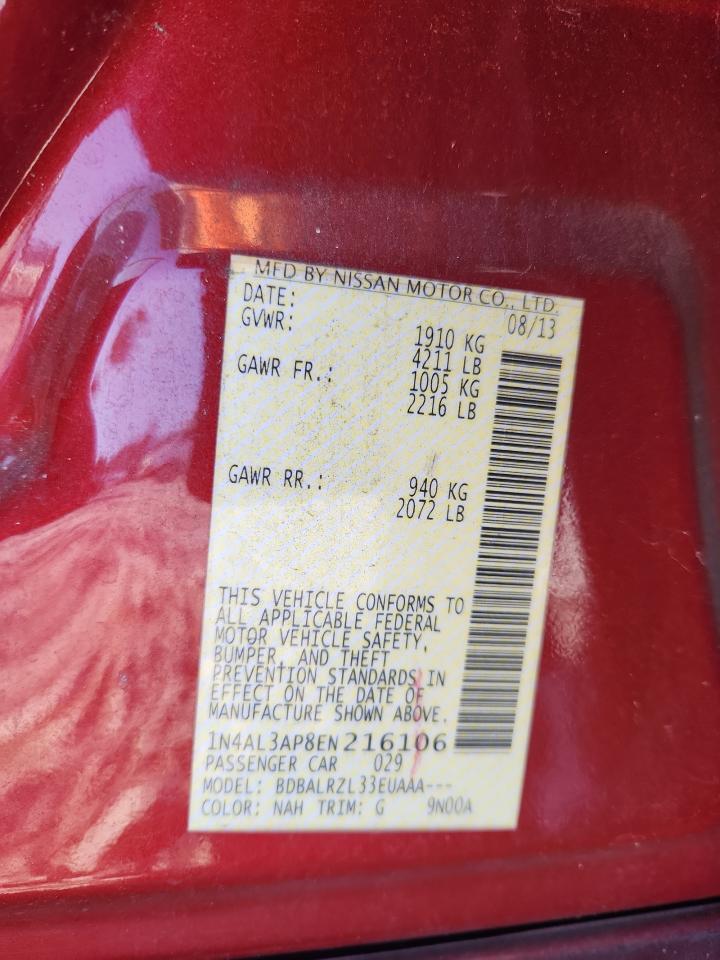 MFD BY NISSAN MOTOR CO., LTD.
DATE: 08/13
GVWR: 1910 KG
4211 LB
GAWR FR.: 1005 KG
2216 LB
GAWR RR.: 940 KG
2072 LB
THIS VEHICLE CONFORMS TO
ALL APPLICABLE FEDERAL
MOTOR VEHICLE SAFETY,
BUMPER, AND THEFT
PREVENTION STANDARDS IN
EFFECT ON THE DATE OF
MANUFACTURE SHOWN ABOVE.
1N4AL3AP8EN216106
PASSENGER CAR 029
MODEL: BDBALRZL33EUAAA---
COLOR: NAH TRIM: G 9N00A